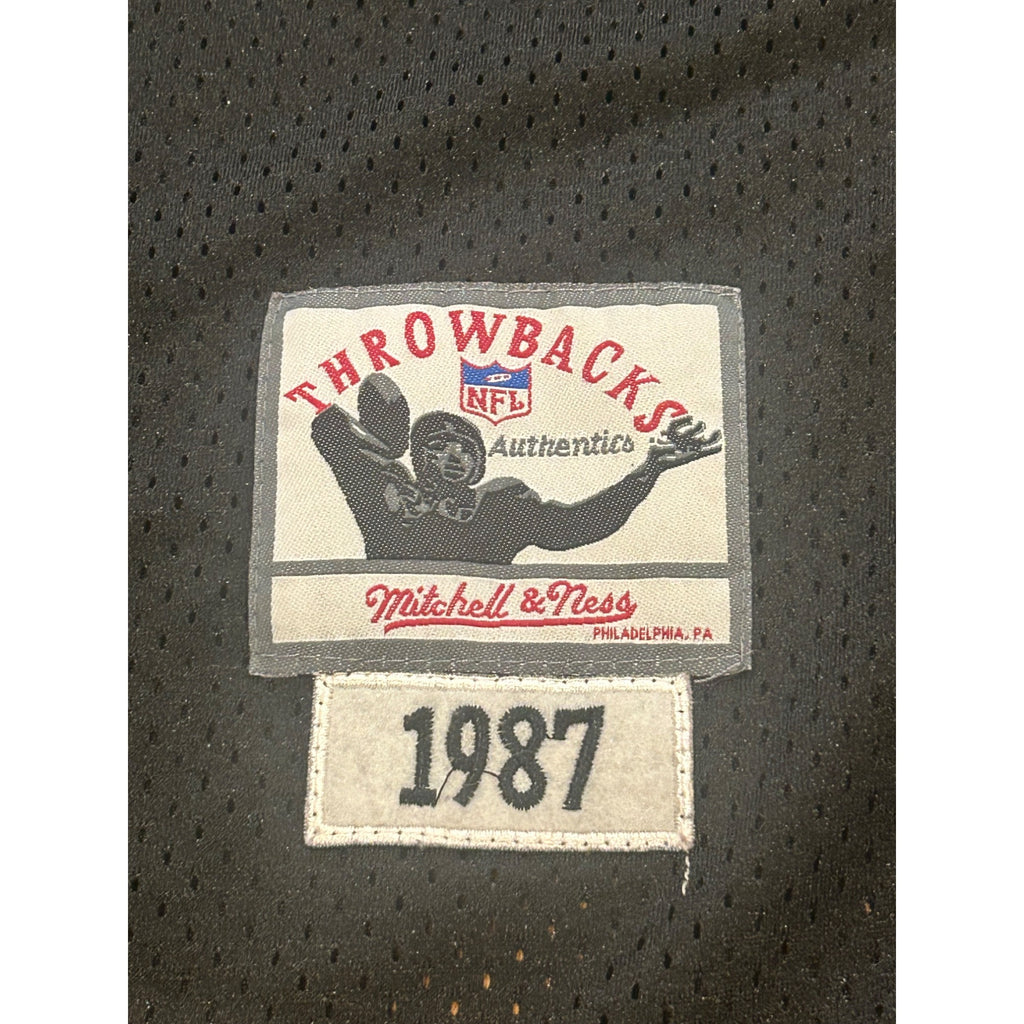 THROWBACKS
NFL
Authentics
Mitchell & Ness
PHILADELPHIA, PA
1987